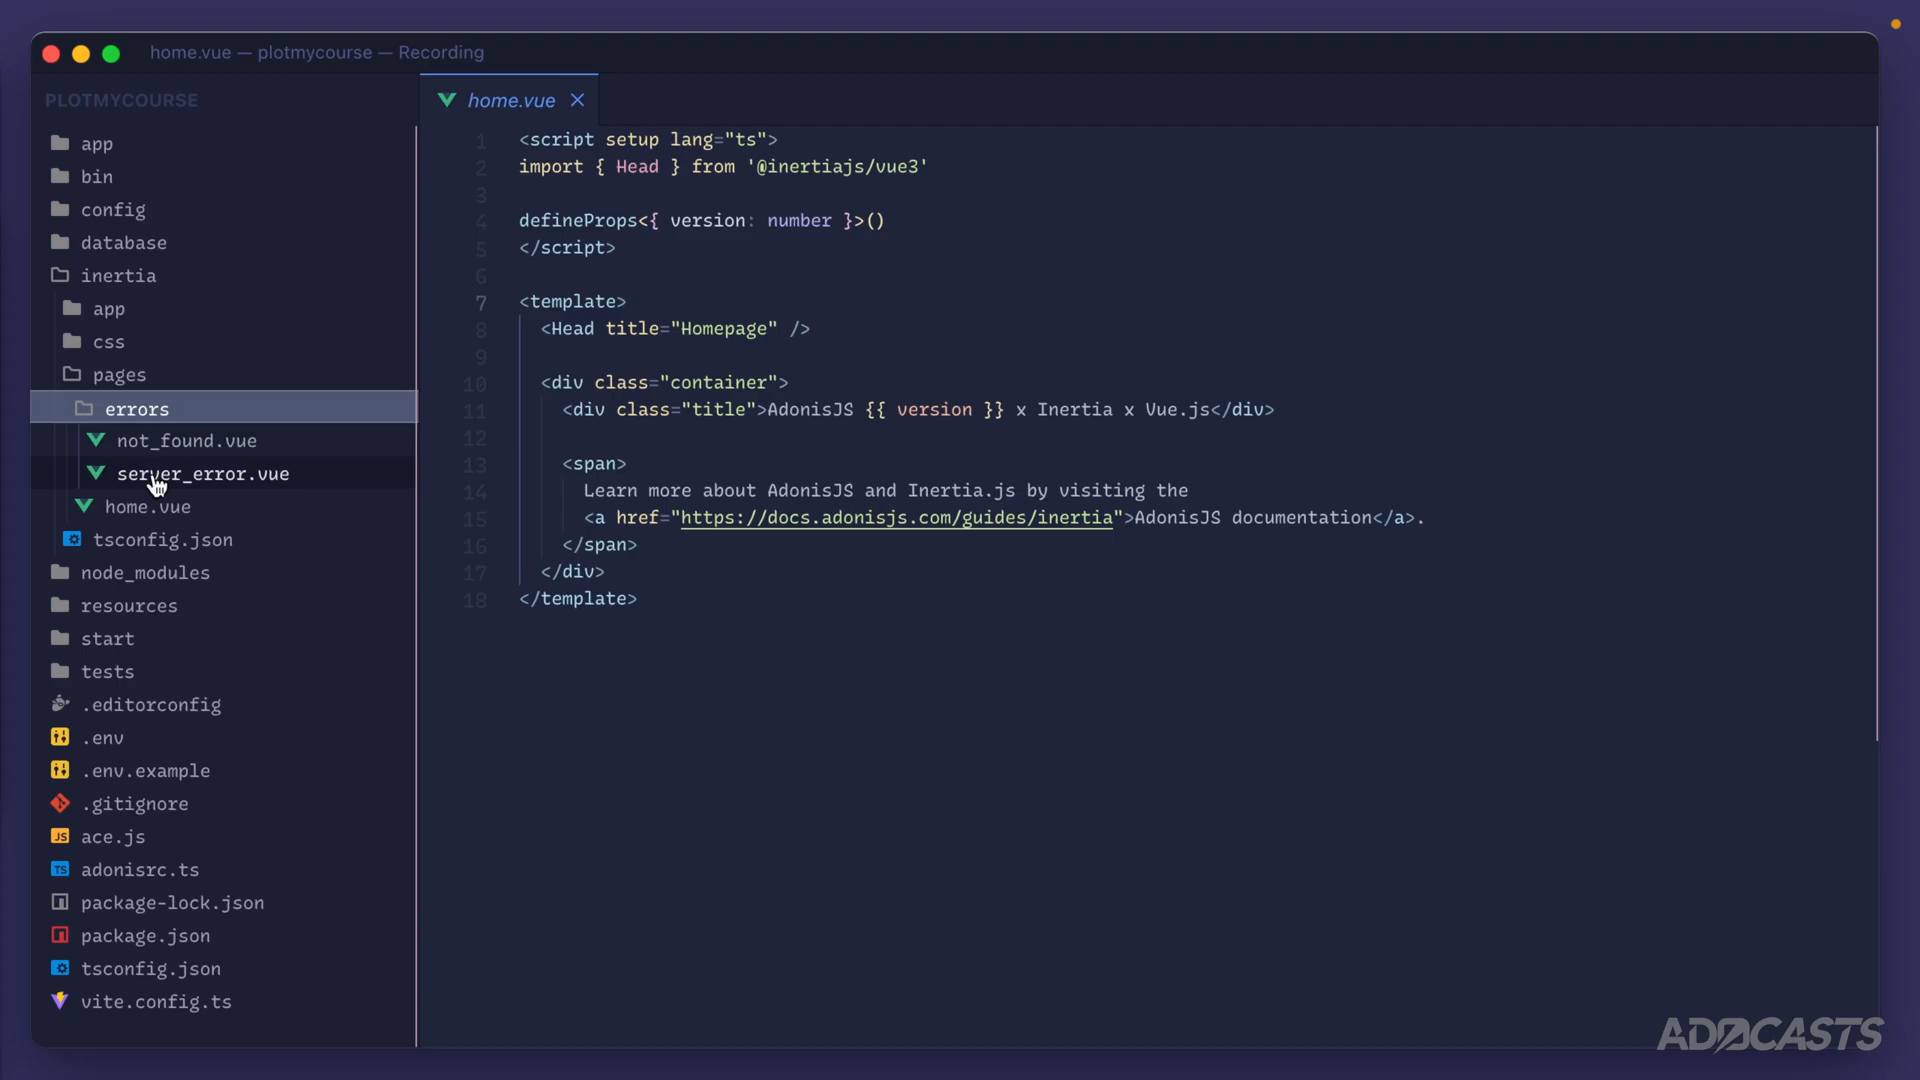 home.vue — plotmycourse — Recording
PLOTMYCOURSE
app
bin
config
database
inertia
app
css
pages
errors
not_found.vue
server_error.vue
home.vue
tsconfig.json
node_modules
resources
start
tests
.editorconfig
.env
.env.example
.gitignore
JS ace.js
TS adonisrc.ts
package-lock.json
package.json
tsconfig.json
vite.config.ts
home.vue
1 <script setup lang="ts">
2 import { Head } from '@inertiajs/vue3'
3
4 defineProps<{ version: number }>()
5 </script>
6
7 <template>
8 <Head title="Homepage" />
9
10 <div class="container">
11 <div class="title">AdonisJS {{ version }} x Inertia x Vue.js</div>
12
13 <span>
14 Learn more about AdonisJS and Inertia.js by visiting the
15 <a href="https://docs.adonisjs.com/guides/inertia">AdonisJS documentation</a>.
16 </span>
17 </div>
18 </template>
ADOCASTS